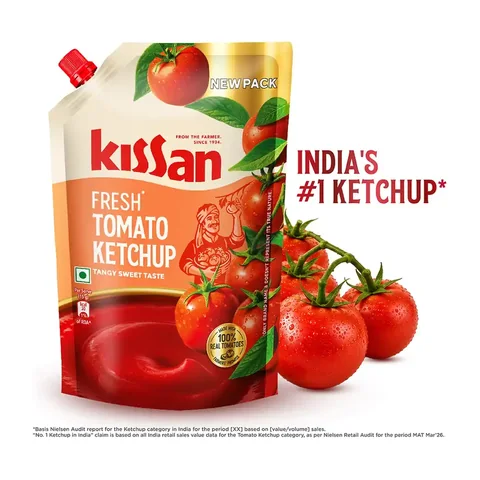 NEW PACK
FROM THE FARMER,
SINCE 1934.
kissan
FRESH*
TOMATO
KETCHUP
TANGY SWEET TASTE
MADE WITH
100%
REAL TOMATOES
INDIA'S
#1 KETCHUP*
*Basis Nielsen Audit report for the Ketchup category in India for the period [XX] based on [value/volume] sales.
"No. 1 Ketchup in India" claim is based on all India retail sales value data for the Tomato Ketchup category, as per Nielsen Retail Audit for the period MAT Mar'26.